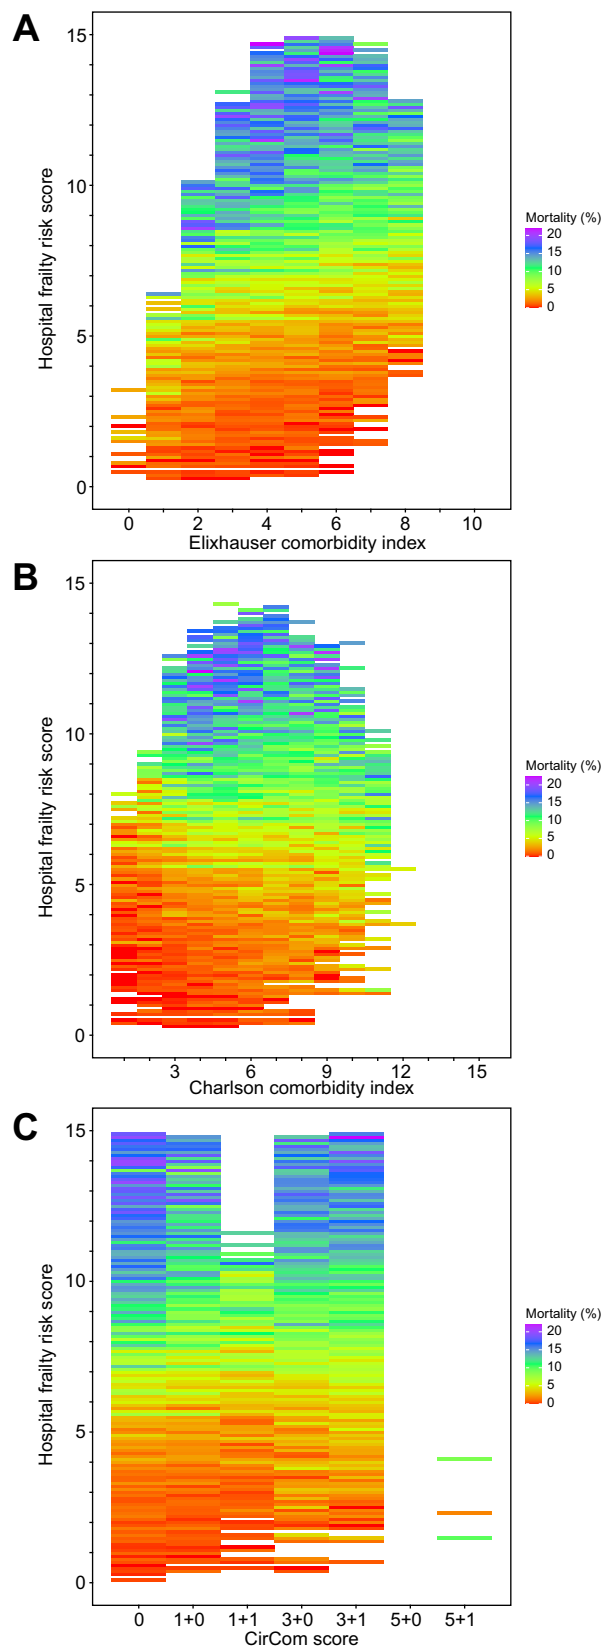 A
Hospital frailty risk score
15
10
5
0
0 2 4 6 8 10
Elixhauser comorbidity index
Mortality (%)
20
15
10
5
0
B
Hospital frailty risk score
15
10
5
0
3 6 9 12 15
Charlson comorbidity index
Mortality (%)
20
15
10
5
0
C
Hospital frailty risk score
15
10
5
0
0 1+0 1+1 3+0 3+1 5+0 5+1
CirCom score
Mortality (%)
20
15
10
5
0